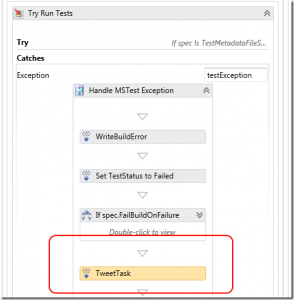 Try Run Tests
Try
If spec Is TestMetadataFileS...
Catches
Exception
testException
Handle MSTest Exception
WriteBuildError
Set TestStatus to Failed
If spec.FailBuildOnFailure
Double-click to view
TweetTask